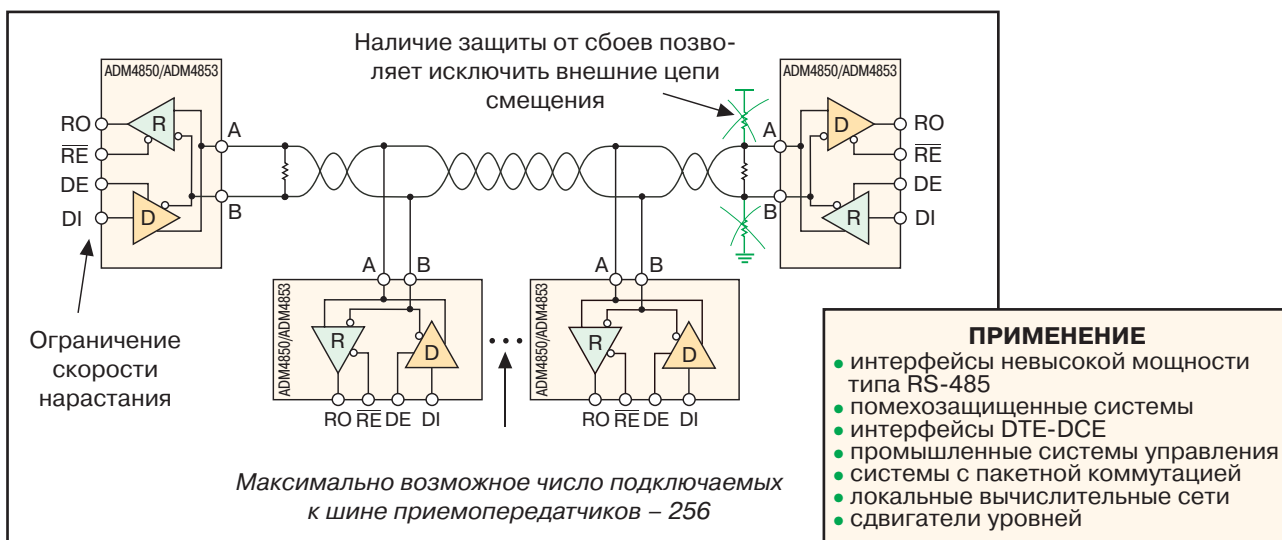 Наличие защиты от сбоев позво-
ляет исключить внешние цепи
смещения
ADM4850/ADM4853
RO
R
RE
DE
DI
D
A
B
ADM4850/ADM4853
A
B
D
R
RO
RE
DE
DI
Ограничение
скорости
нарастания
A B
ADM4850/ADM4853
R
D
RO RE DE DI
A B
ADM4850/ADM4853
R
D
RO RE DE DI
Максимально возможное число подключаемых
к шине приемопередатчиков – 256
ПРИМЕНЕНИЕ
• интерфейсы невысокой мощности
типа RS-485
• помехозащищенные системы
• интерфейсы DTE-DCE
• промышленные системы управления
• системы с пакетной коммутацией
• локальные вычислительные сети
• сдвигатели уровней